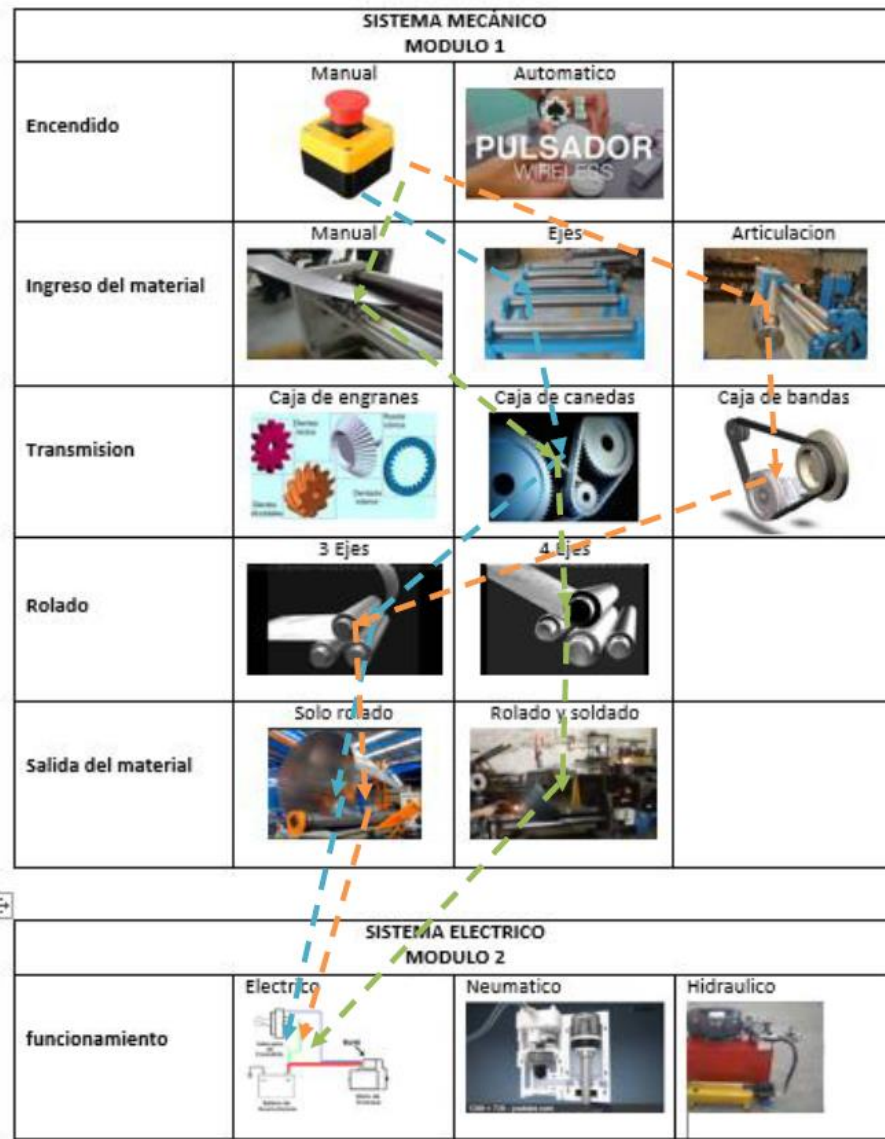 SISTEMA MECÁNICO
MODULO 1
Encendido
Manual
Automatico
PULSADOR
WIRELESS
Ingreso del material
Manual
Ejes
Articulacion
Transmision
Caja de engranes
Caja de canedas
Caja de bandas
Rolado
3 Ejes
4 Ejes
Salida del material
Solo rolado
Rolado y soldado
SISTEMA ELECTRICO
MODULO 2
funcionamiento
Electrico
Neumatico
Hidraulico